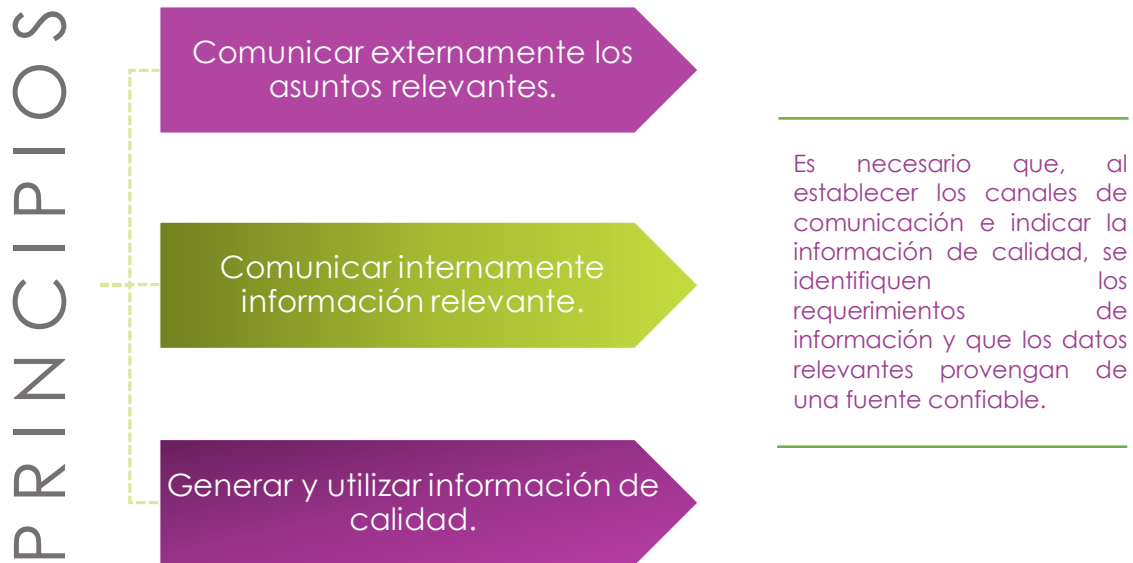 PRINCIPIOS
Comunicar externamente los
asuntos relevantes.
Comunicar internamente
información relevante.
Generar y utilizar información de
calidad.
Es necesario que, al
establecer los canales de
comunicación e indicar la
información de calidad, se
identifiquen los
requerimientos de
información y que los datos
relevantes provengan de
una fuente confiable.